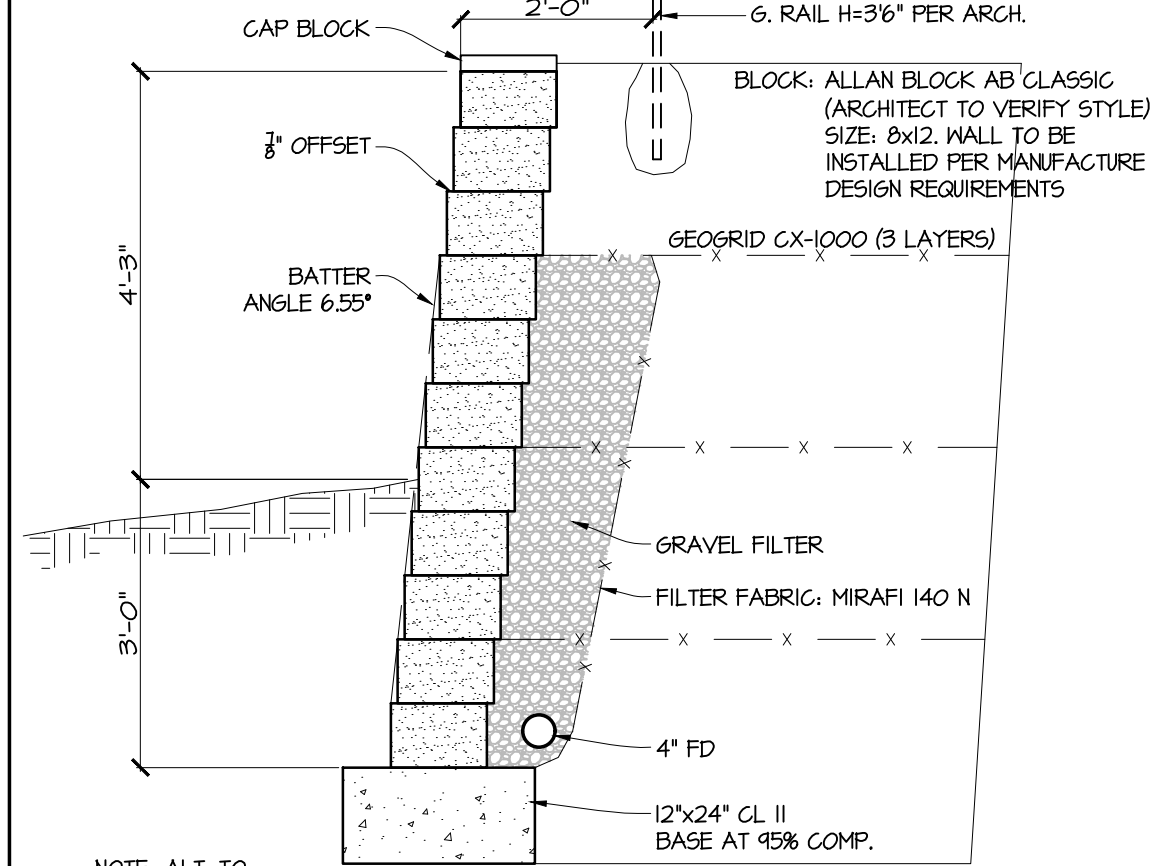 2'-0"
G. RAIL H=3'6" PER ARCH.
CAP BLOCK
BLOCK: ALLAN BLOCK AB CLASSIC
(ARCHITECT TO VERIFY STYLE)
SIZE: 8x12. WALL TO BE
INSTALLED PER MANUFACTURE
DESIGN REQUIREMENTS
7/8" OFFSET
GEOGRID CX-1000 (3 LAYERS)
4'-3"
BATTER
ANGLE 6.55°
GRAVEL FILTER
FILTER FABRIC: MIRAFI 140 N
3'-0"
4" FD
12"x24" CL II
BASE AT 95% COMP.
NOTE: ALT. TO